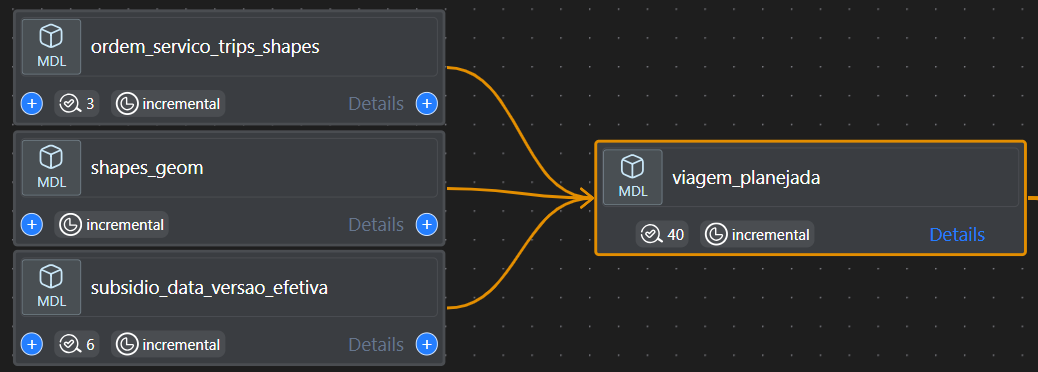 MDL
ordem_servico_trips_shapes
3
incremental
Details
MDL
shapes_geom
incremental
Details
MDL
subsidio_data_versao_efetiva
6
incremental
Details
MDL
viagem_planejada
40
incremental
Details